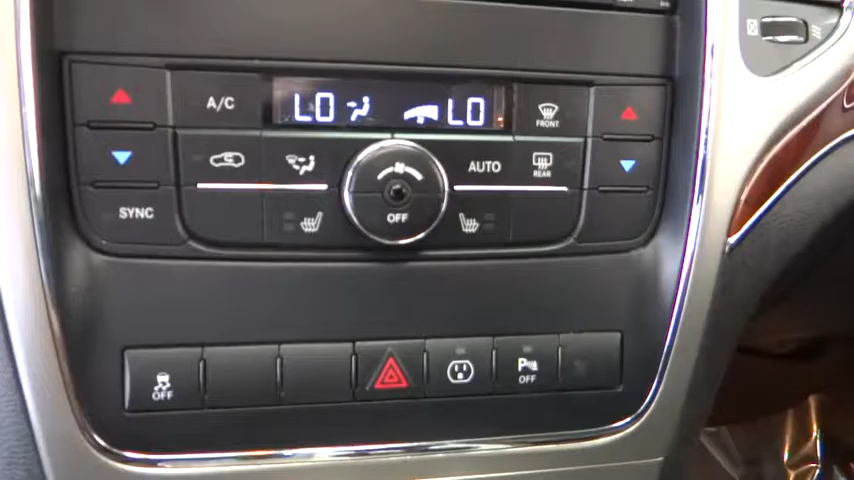 LO LO
A/C
FRONT
AUTO
REAR
SYNC
OFF
OFF
P
OFF